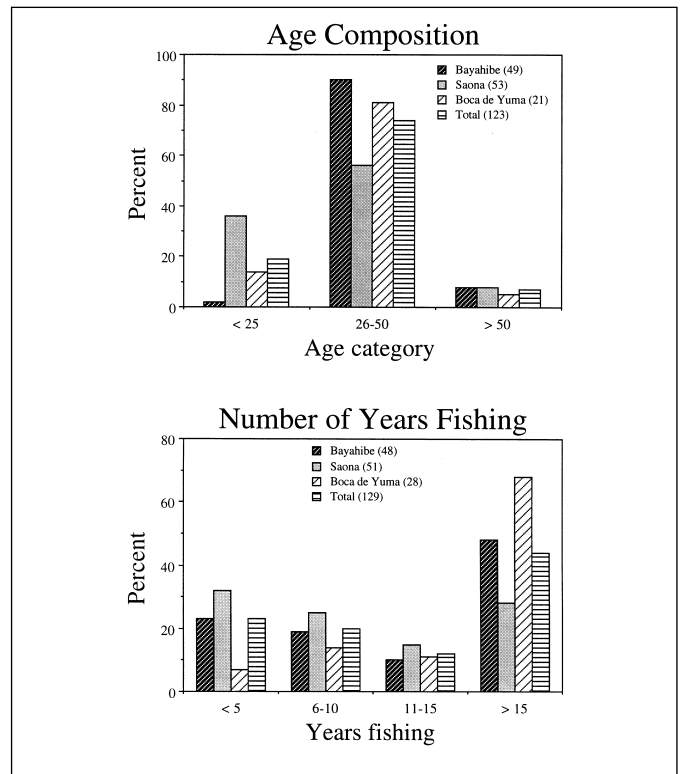 Age Composition
100
80
60
40
20
0
Percent
Bayahibe (49)
Saona (53)
Boca de Yuma (21)
Total (123)
< 25 26-50 > 50
Age category
Number of Years Fishing
80
60
40
20
0
Percent
Bayahibe (48)
Saona (51)
Boca de Yuma (28)
Total (129)
< 5 6-10 11-15 > 15
Years fishing